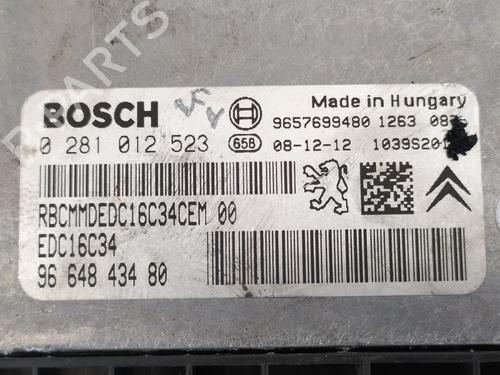 BOSCH
Made in Hungary
9657699480 1263
0 281 012 523
658
08-12-12
RBCMMDEDC16C34CEM 00
EDC16C34
96 648 434 80